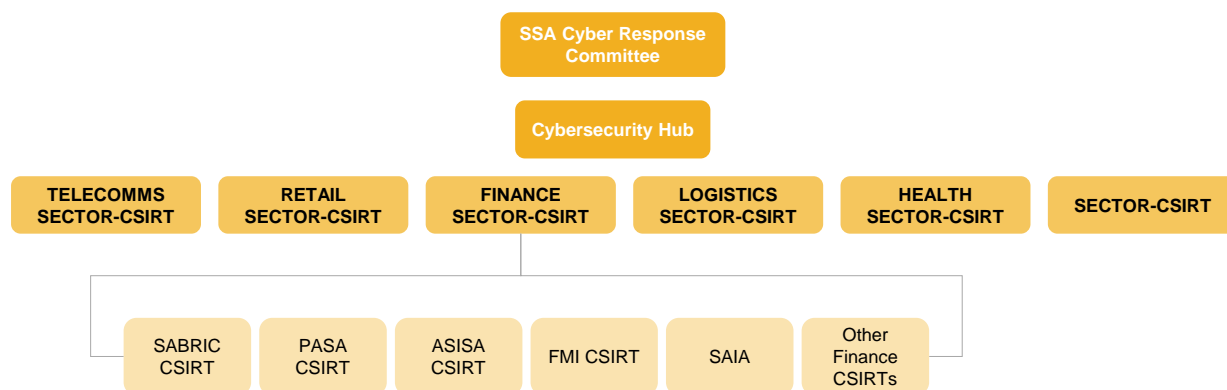 SSA Cyber Response
Committee
Cybersecurity Hub
TELECOMMS
SECTOR-CSIRT
RETAIL
SECTOR-CSIRT
FINANCE
SECTOR-CSIRT
LOGISTICS
SECTOR-CSIRT
HEALTH
SECTOR-CSIRT
SECTOR-CSIRT
SABRIC
CSIRT
PASA
CSIRT
ASISA
CSIRT
FMI CSIRT
SAIA
Other
Finance
CSIRTs